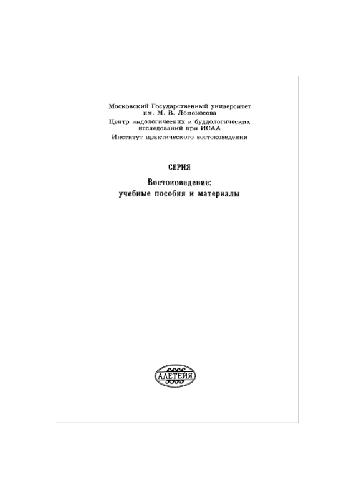 Московский Государственный университет
им. М. В. Ломоносова
Центр индологических и буддологических
исследований при ИСАА
Институт практического востоковедения
СЕРИЯ
Востоковедение:
учебные пособия и материалы
АЛЕТЕЙЯ